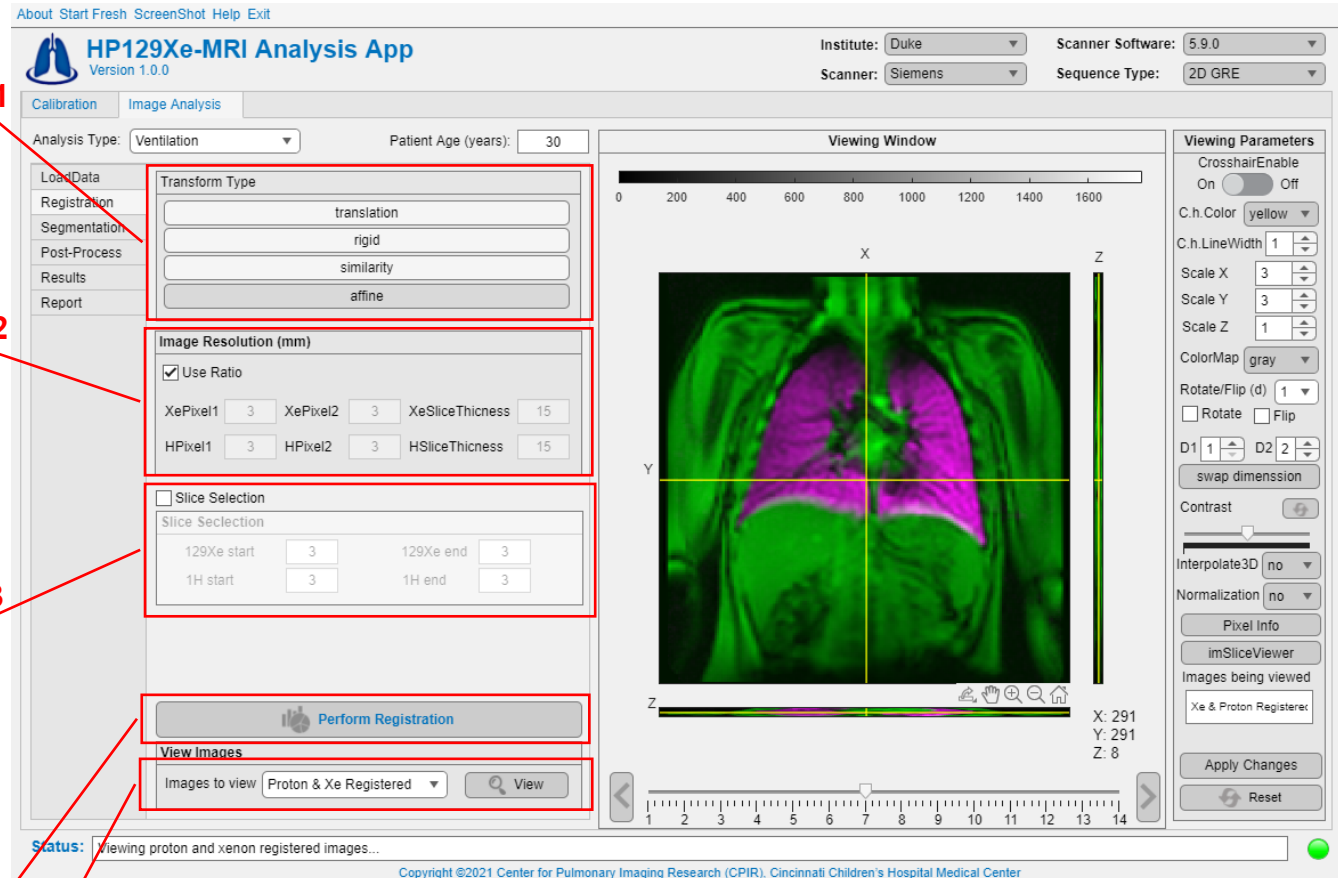 About Start Fresh ScreenShot Help Exit
HP129Xe-MRI Analysis App
Version 1.0.0
Institute: Duke
Scanner Software: 5.9.0
Scanner: Siemens
Sequence Type: 2D GRE
Calibration Image Analysis
1
Analysis Type: Ventilation
Patient Age (years): 30
LoadData
Registration
Segmentation
Post-Process
Results
Report
Transform Type
translation
rigid
similarity
affine
2
Image Resolution (mm)
Use Ratio
XePixel1 3 XePixel2 3 XeSliceThicness 15
HPixel1 3 HPixel2 3 HSliceThicness 15
Slice Selection
Slice Seclection
129Xe start 3 129Xe end 3
1H start 3 1H end 3
3
Perform Registration
View Images
Images to view Proton & Xe Registered View
Viewing Window
0 200 400 600 800 1000 1200 1400 1600
X
Z
Y
Z
X: 291
Y: 291
Z: 8
1 2 3 4 5 6 7 8 9 10 11 12 13 14
Viewing Parameters
CrosshairEnable
On Off
C.h.Color yellow
C.h.LineWidth 1
Scale X 3
Scale Y 3
Scale Z 1
ColorMap gray
Rotate/Flip (d) 1
Rotate Flip
D1 1 D2 2
swap dimenssion
Contrast
Interpolate3D no
Normalization no
Pixel Info
imSliceViewer
Images being viewed
Xe & Proton Registerec
Apply Changes
Reset
Status: Viewing proton and xenon registered images...
Copyright ©2021 Center for Pulmonary Imaging Research (CPIR), Cincinnati Children's Hospital Medical Center